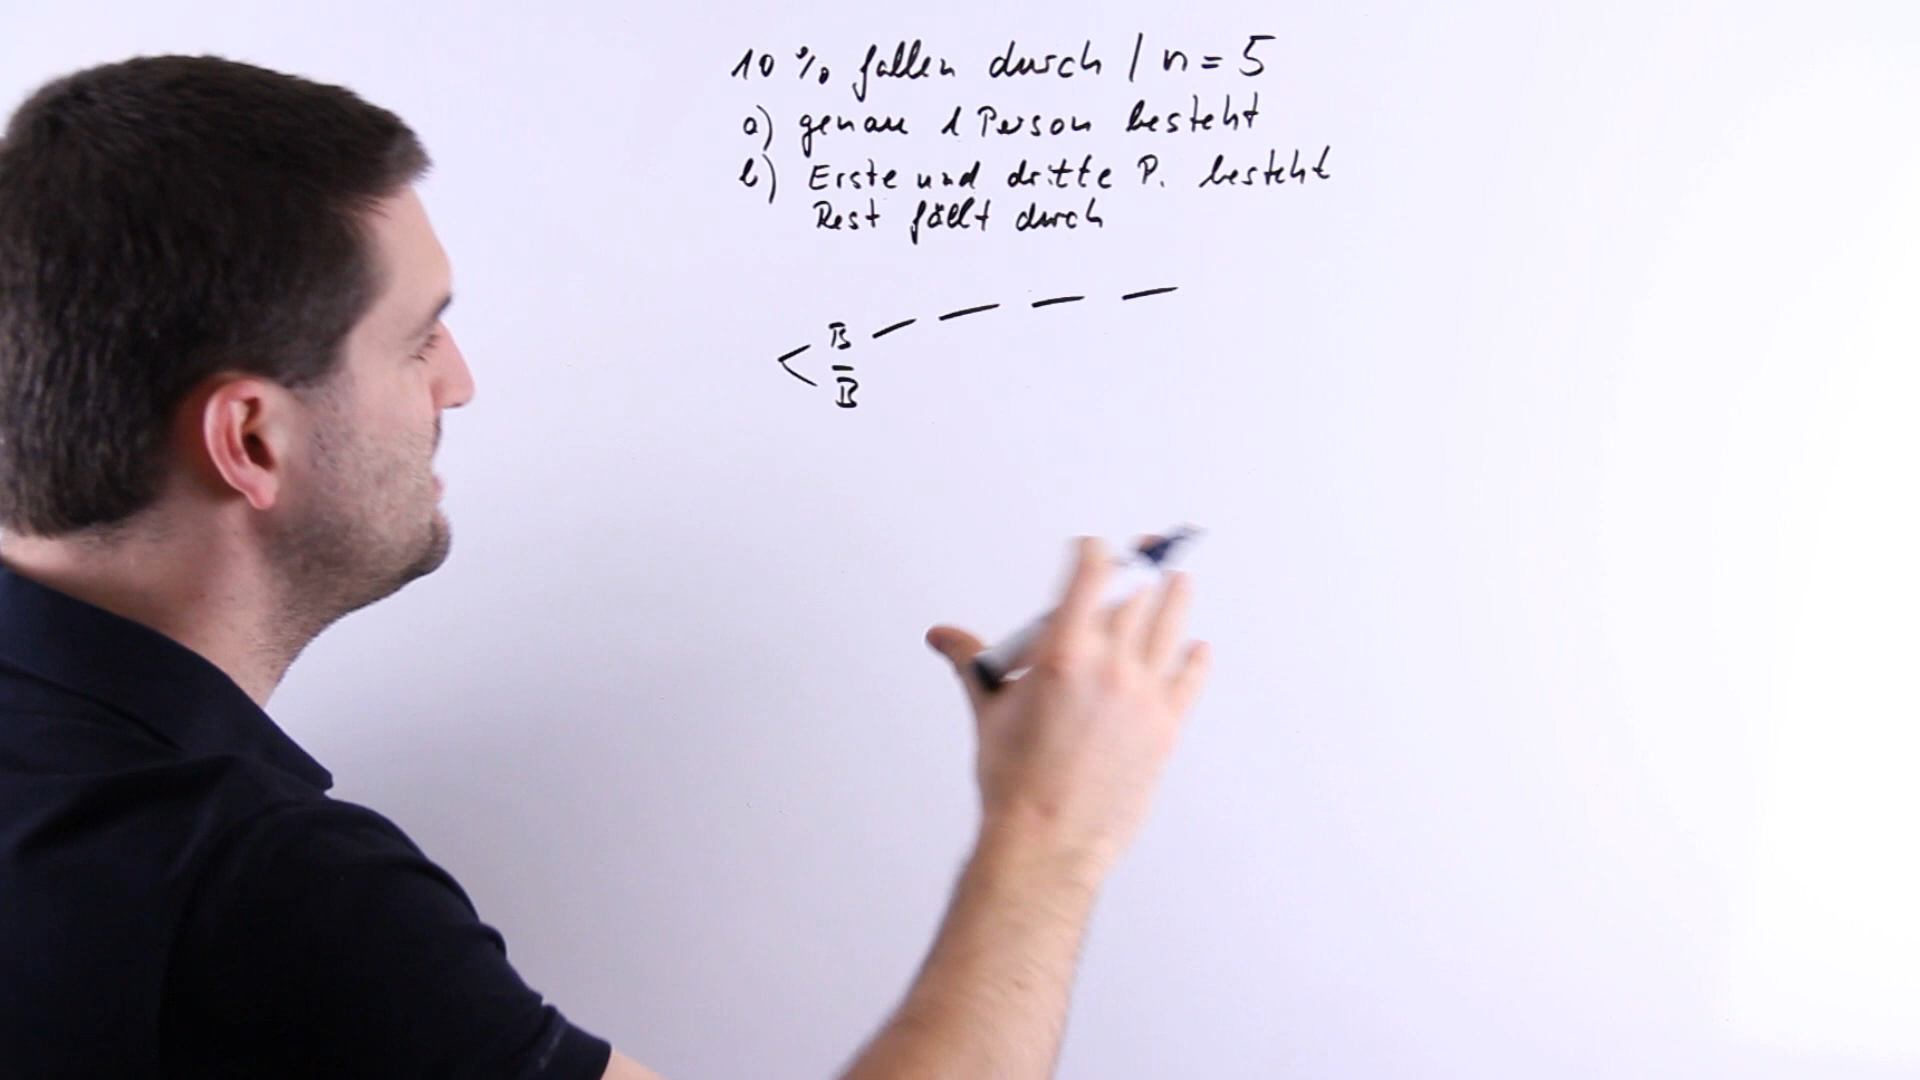 10 % fallen durch / n = 5
a) genau 1 Person besteht
b) Erste und dritte P. besteht
Rest fällt durch
B
B̅